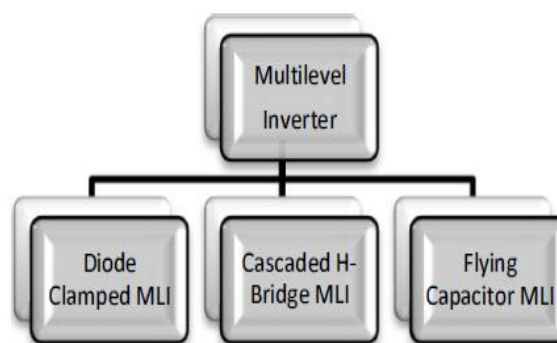 Multilevel
Inverter
Diode
Clamped MLI
Cascaded H-
Bridge MLI
Flying
Capacitor MLI